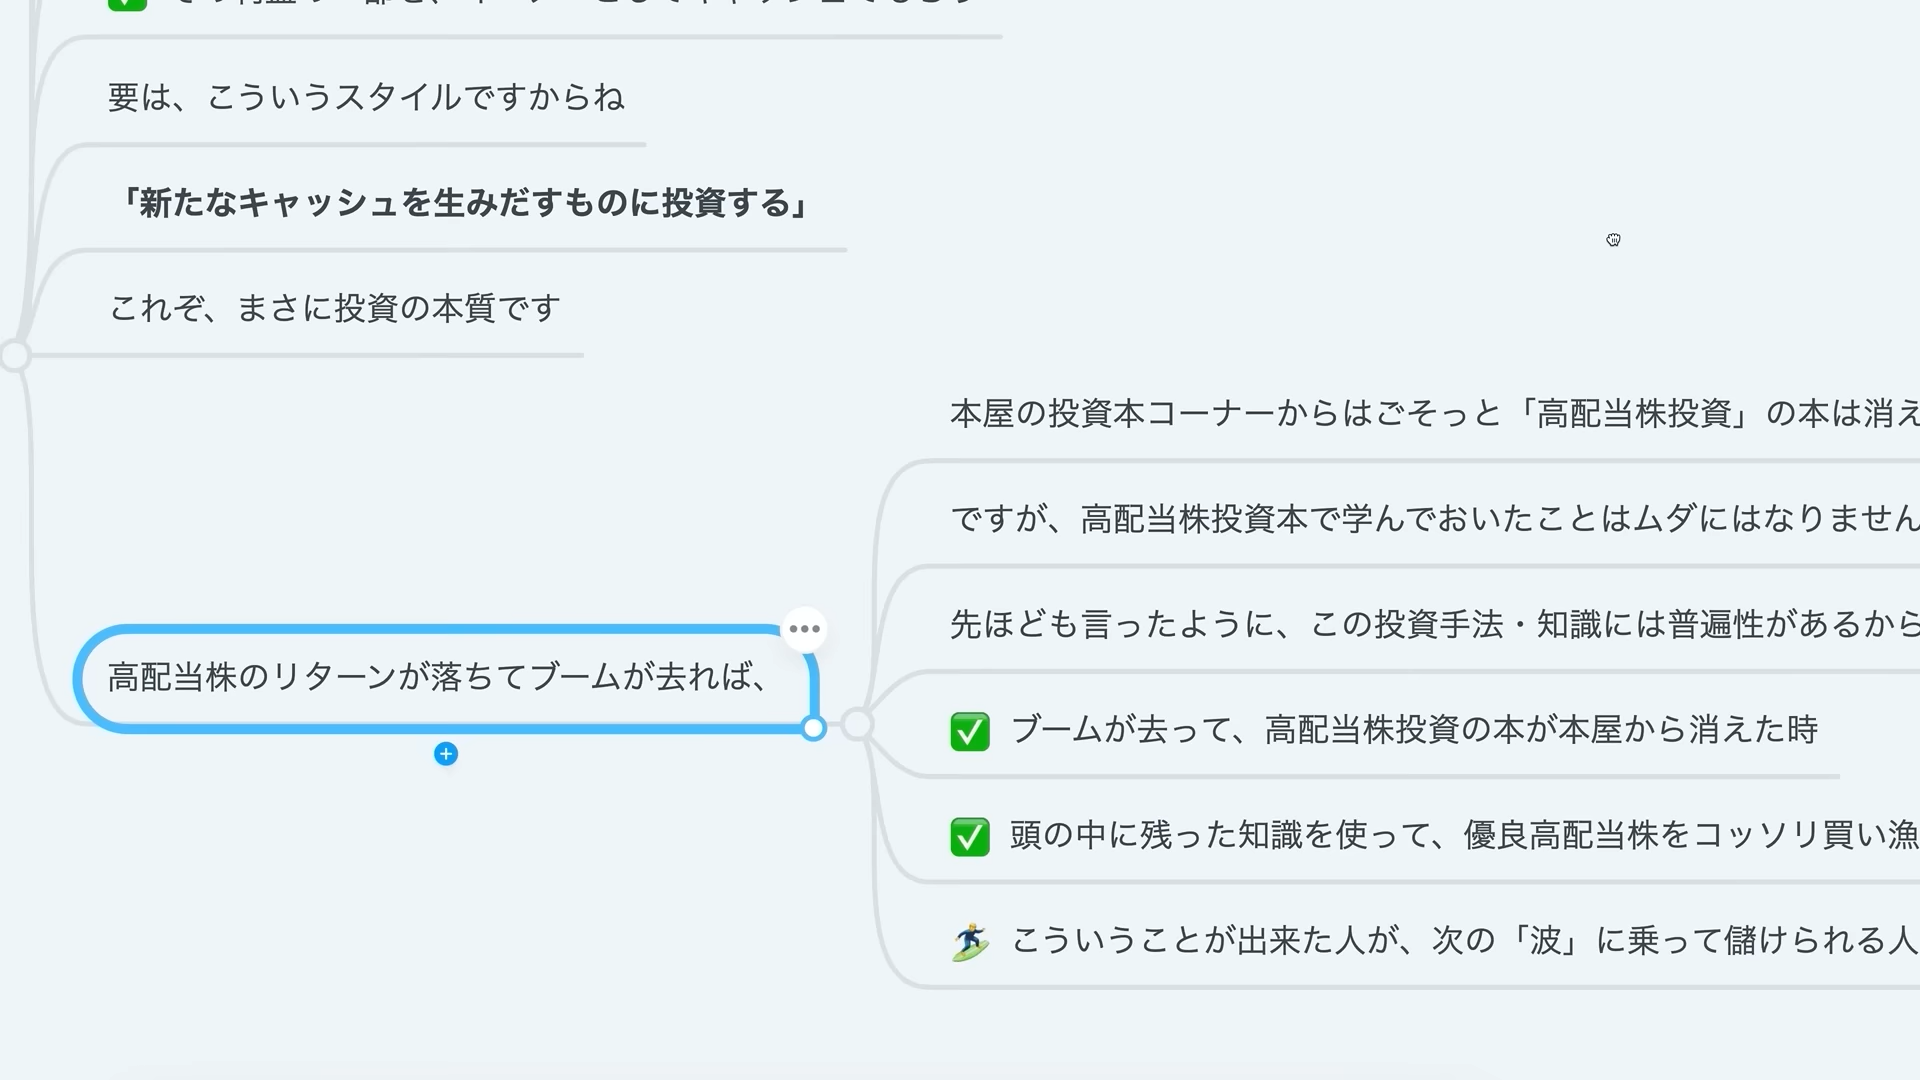 要は、こういうスタイルですからね
「新たなキャッシュを生みだすものに投資する」
これぞ、まさに投資の本質です
高配当株のリターンが落ちてブームが去れば、
本屋の投資本コーナーからはごそっと「高配当株投資」の本は消え
ですが、高配当株投資本で学んでおいたことはムダにはなりません
先ほども言ったように、この投資手法・知識には普遍性があるから
✅ ブームが去って、高配当株投資の本が本屋から消えた時
✅ 頭の中に残った知識を使って、優良高配当株をコッソリ買い漁
🏄 こういうことが出来た人が、次の「波」に乗って儲けられる人